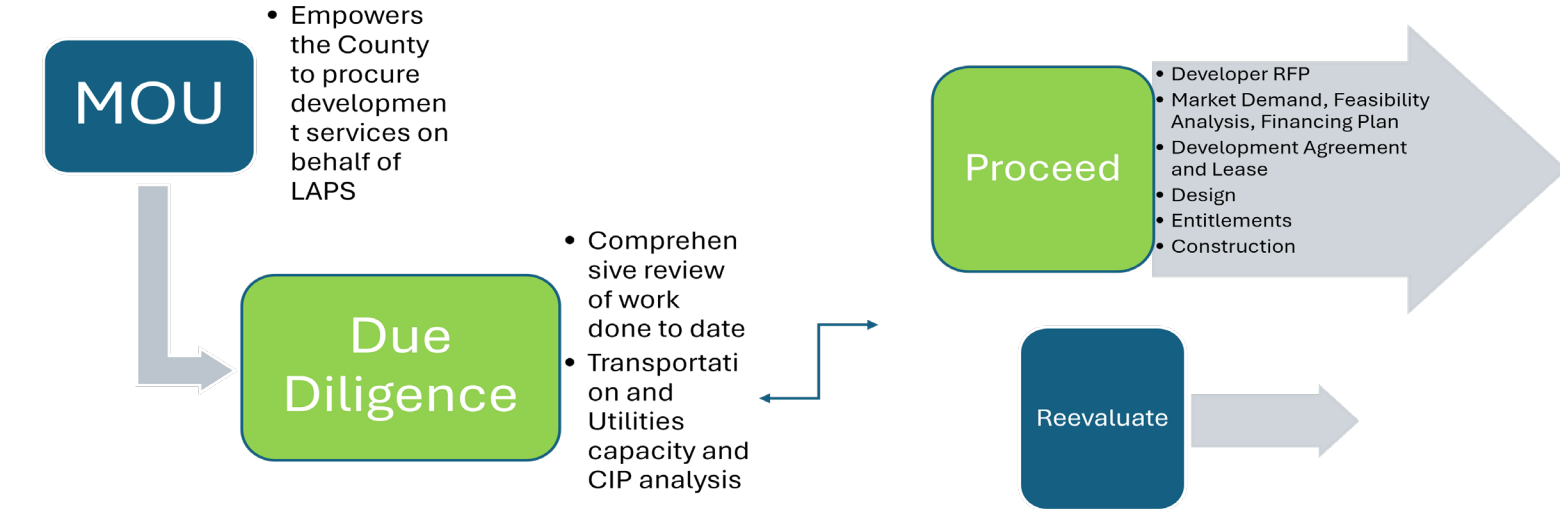 MOU
• Empowers
the County
to procure
developmen
t services on
behalf of
LAPS
Due
Diligence
• Comprehen
sive review
of work
done to date
• Transportati
on and
Utilities
capacity and
CIP analysis
Proceed
• Developer RFP
• Market Demand, Feasibility
Analysis, Financing Plan
• Development Agreement
and Lease
• Design
• Entitlements
• Construction
Reevaluate